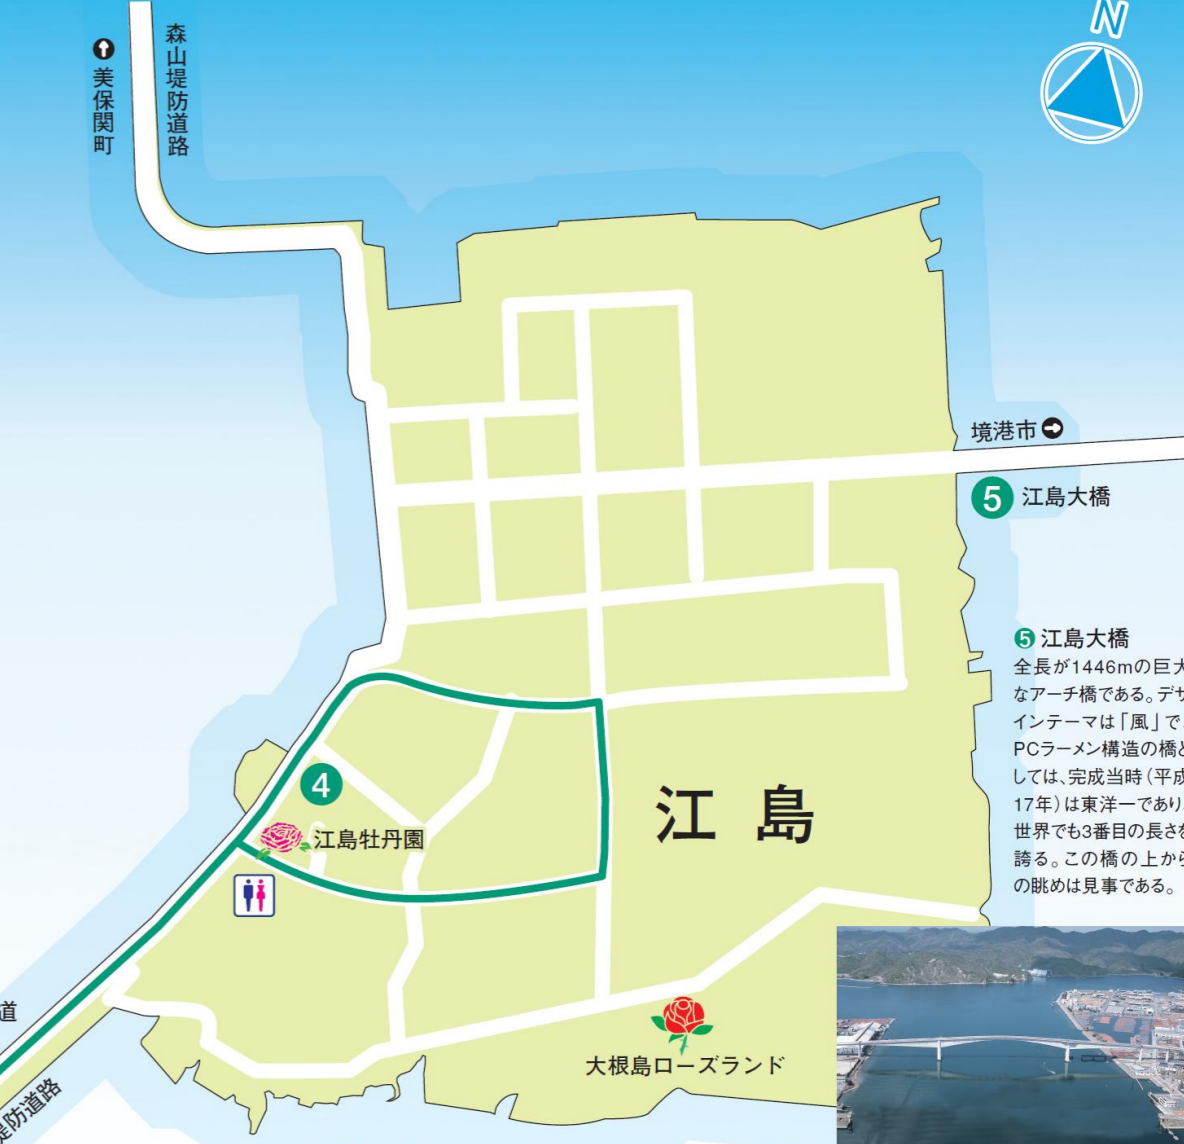 N
美保関町
森山堤防道路
境港市
5 江島大橋
5 江島大橋
全長が1446mの巨大
なアーチ橋である。デザ
インテーマは「風」で、
PCラーメン構造の橋と
しては、完成当時(平成
17年)は東洋一であり、
世界でも3番目の長さを
誇る。この橋の上から
の眺めは見事である。
4
江島牡丹園
江島
大根島ローズランド
道
堤防道路